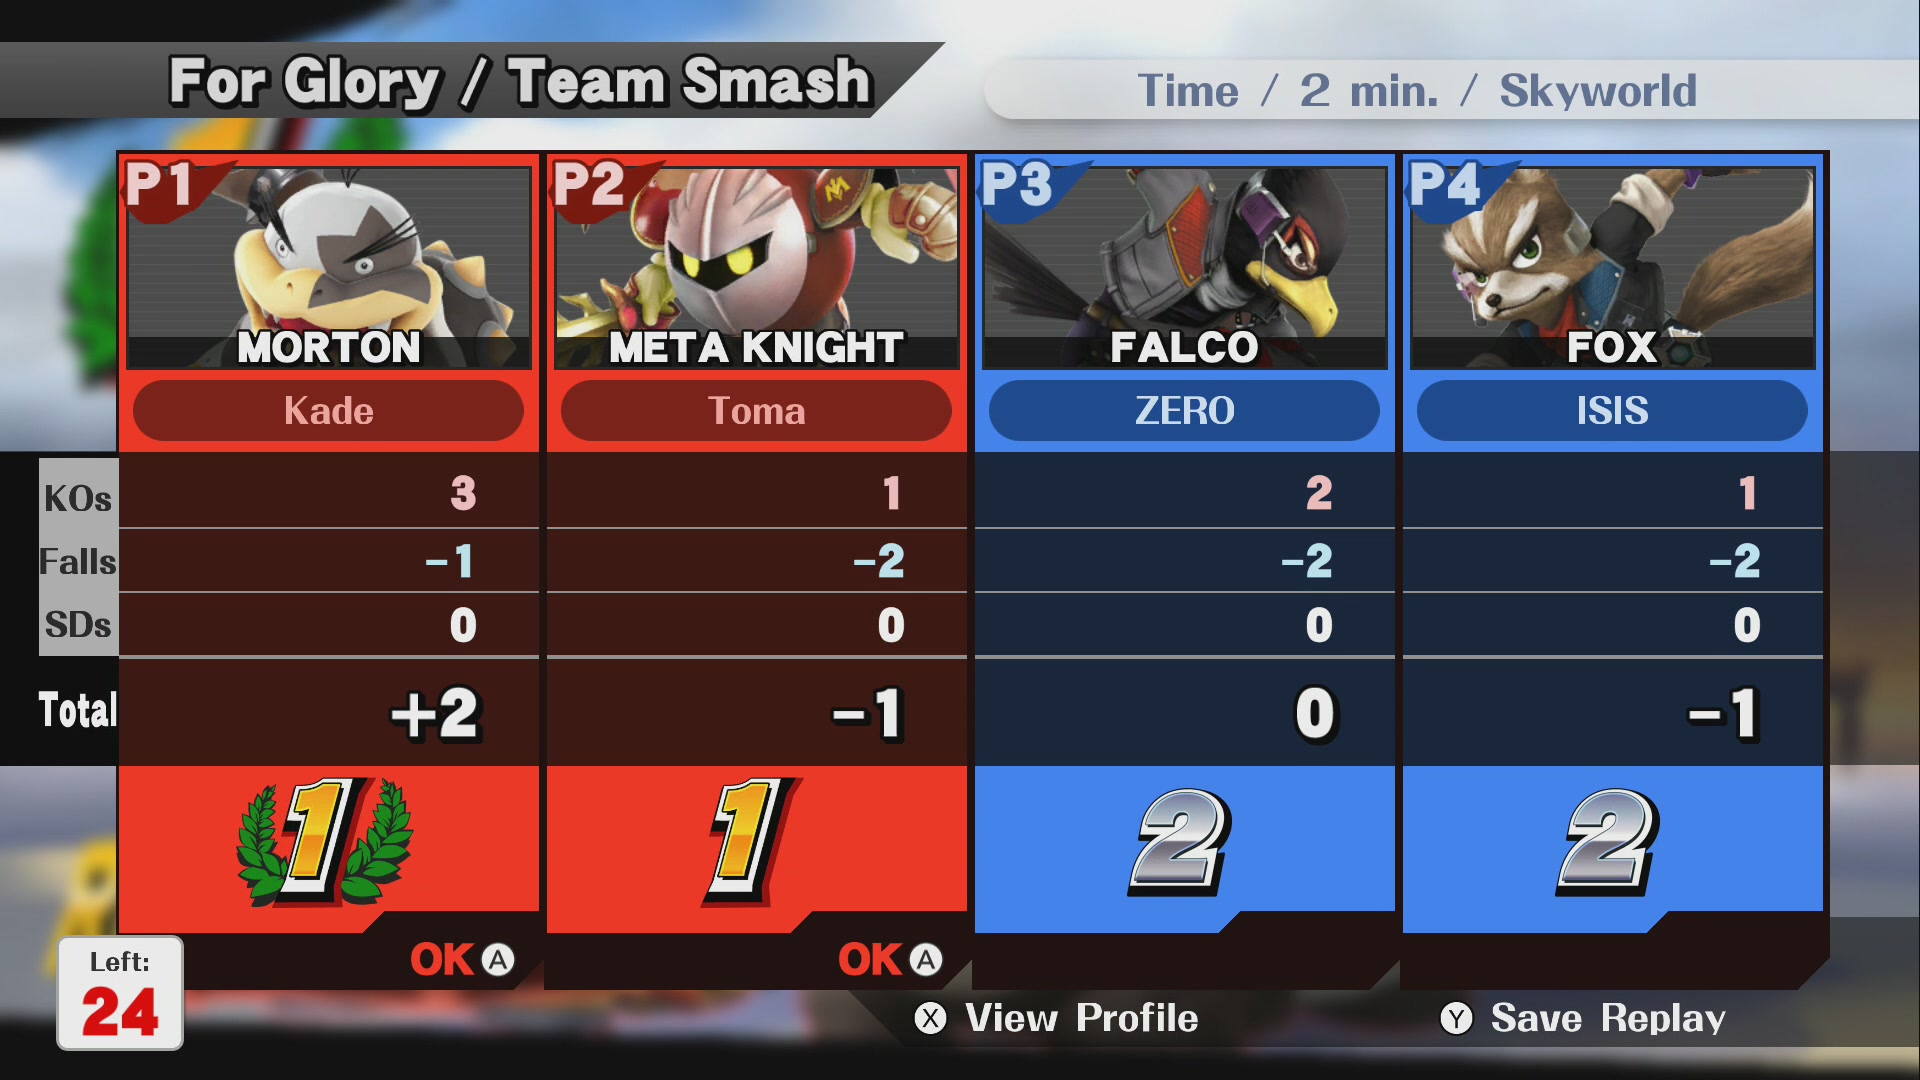 For Glory / Team Smash
Time / 2 min. / Skyworld
P1 P2 P3 P4
MORTON META KNIGHT FALCO FOX
Kade Toma ZERO ISIS
KOs 3 1 2 1
Falls -1 -2 -2 -2
SDs 0 0 0 0
Total +2 -1 0 -1
1 1 2 2
OK A OK A
Left:
24
X View Profile Y Save Replay